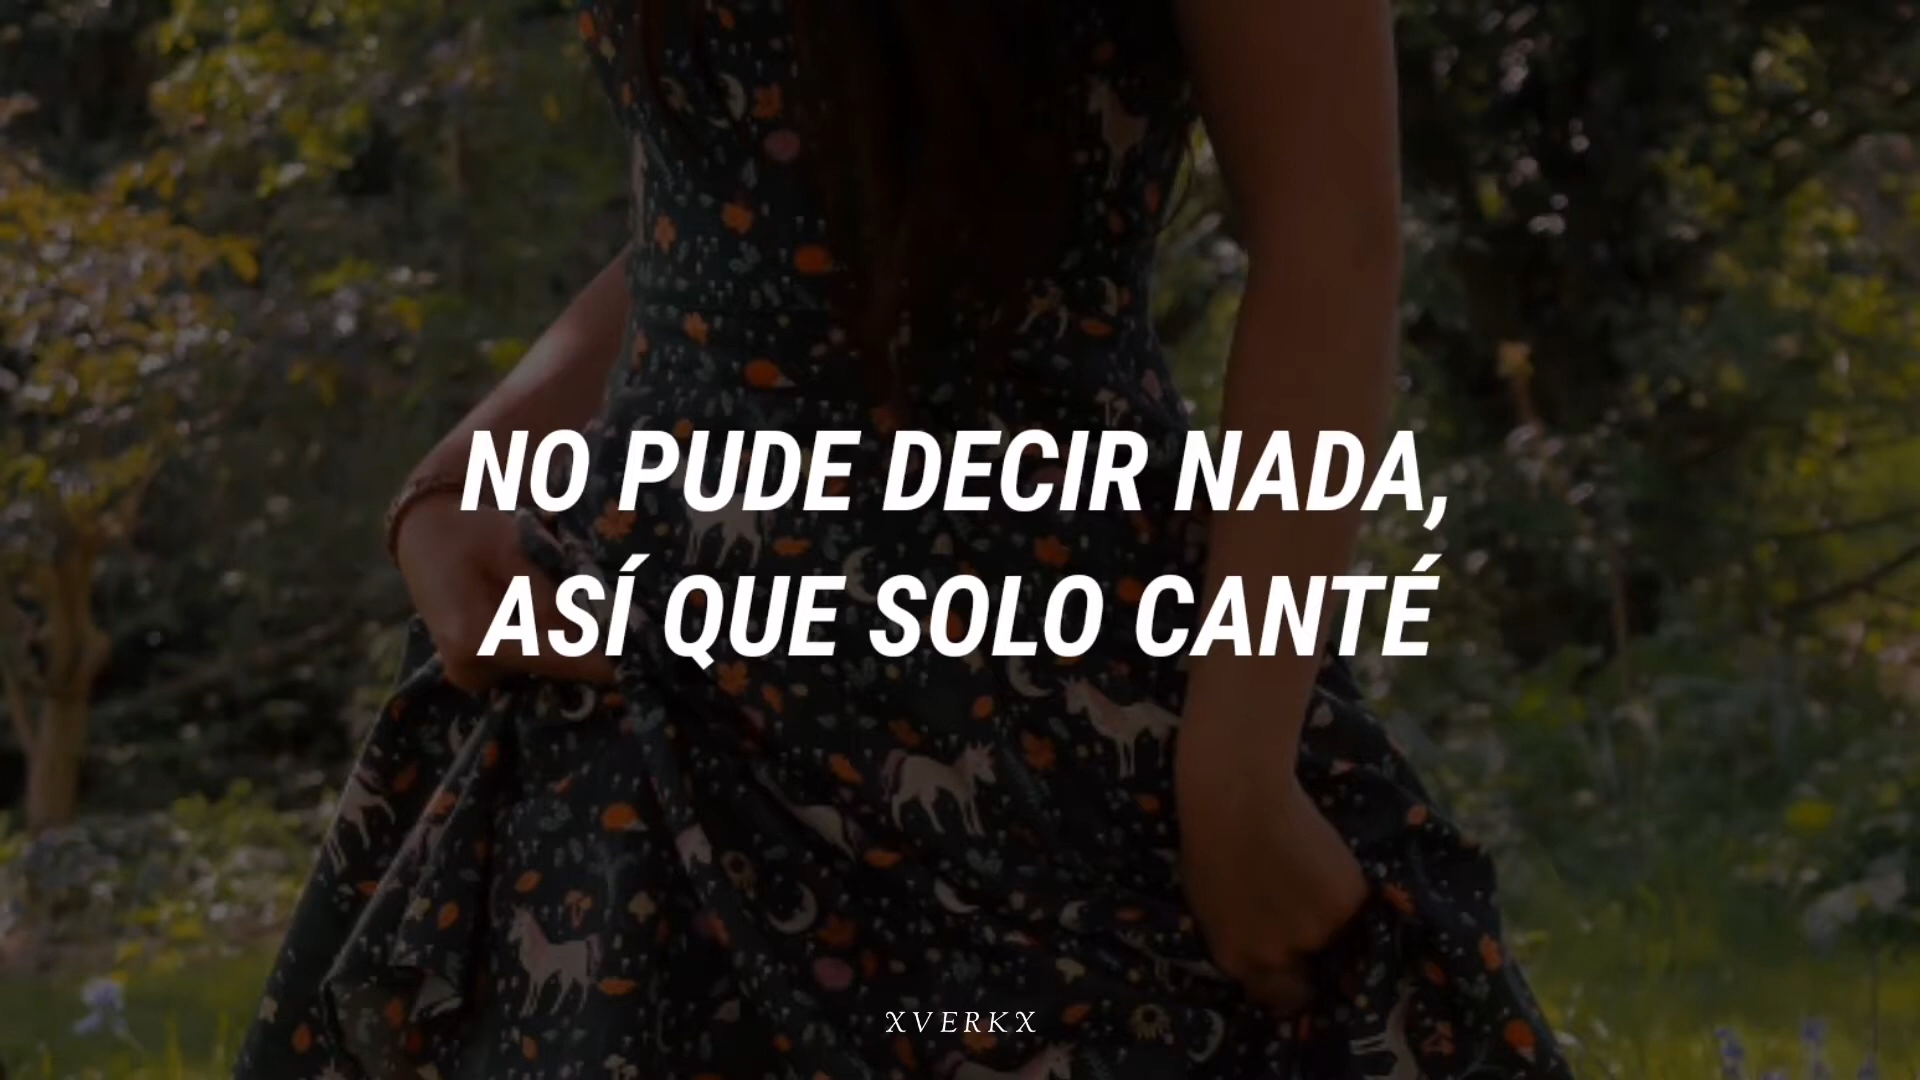 NO PUDE DECIR NADA,
ASÍ QUE SOLO CANTÉ
XVERKX